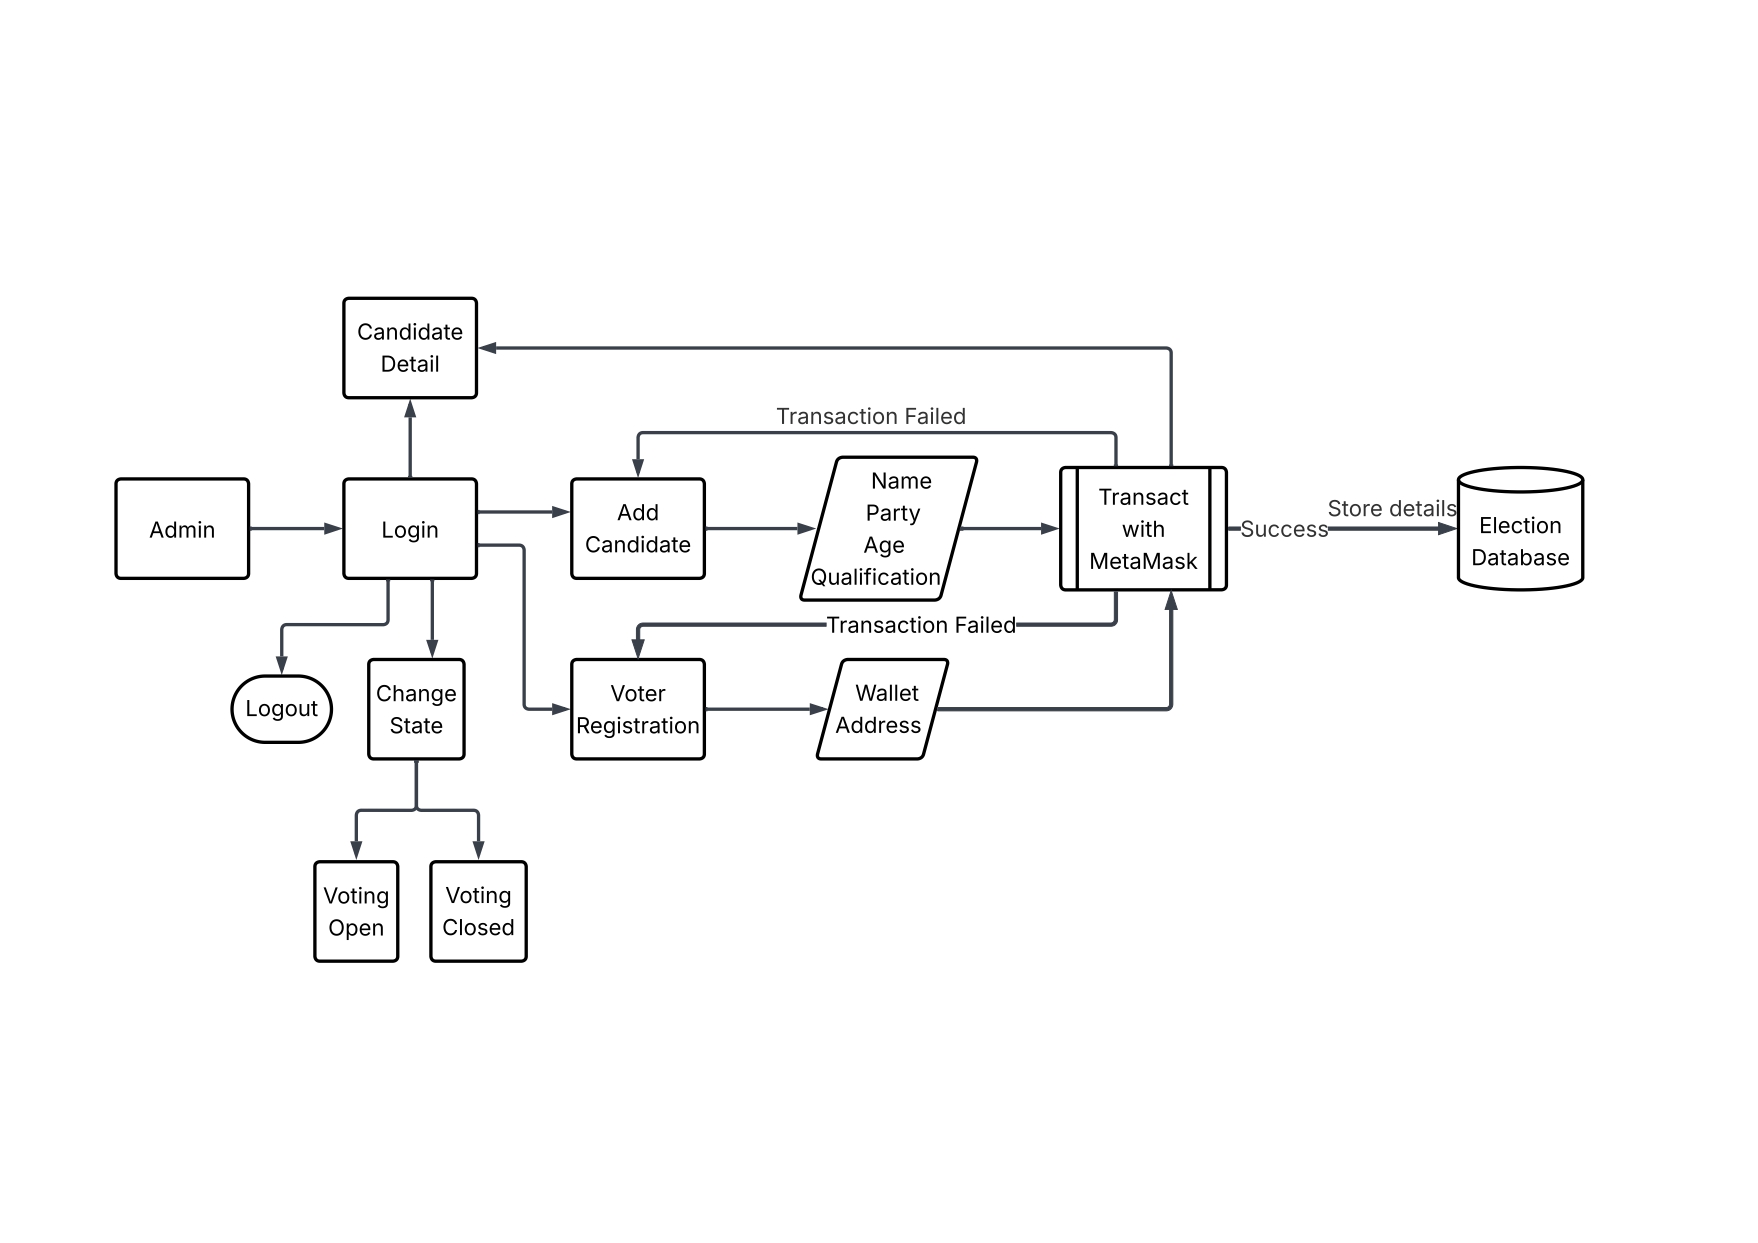 Candidate
Detail
Transaction Failed
Admin
Login
Add
Candidate
Name
Party
Age
Qualification
Transact
with
MetaMask
Success
Store details
Election
Database
Transaction Failed
Logout
Change
State
Voter
Registration
Wallet
Address
Voting
Open
Voting
Closed